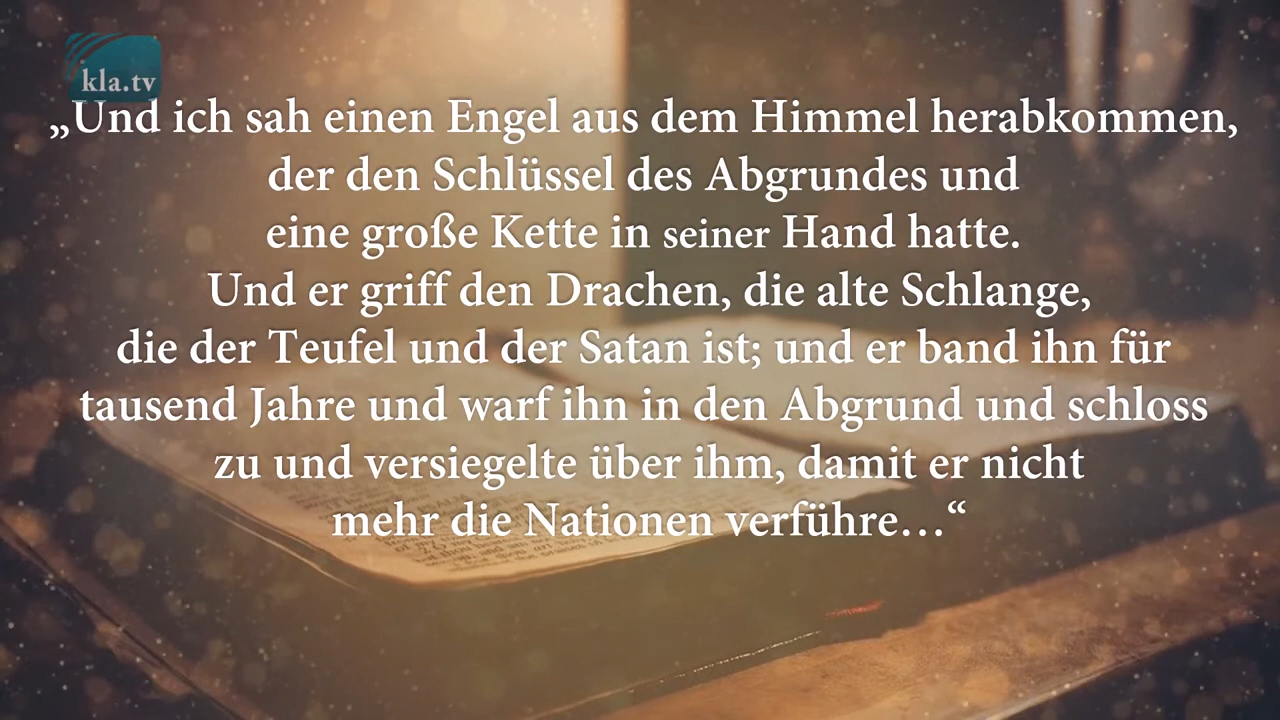 kla.tv
„Und ich sah einen Engel aus dem Himmel herabkommen,
der den Schlüssel des Abgrundes und
eine große Kette in seiner Hand hatte.
Und er griff den Drachen, die alte Schlange,
die der Teufel und der Satan ist; und er band ihn für
tausend Jahre und warf ihn in den Abgrund und schloss
zu und versiegelte über ihm, damit er nicht
mehr die Nationen verführe…“